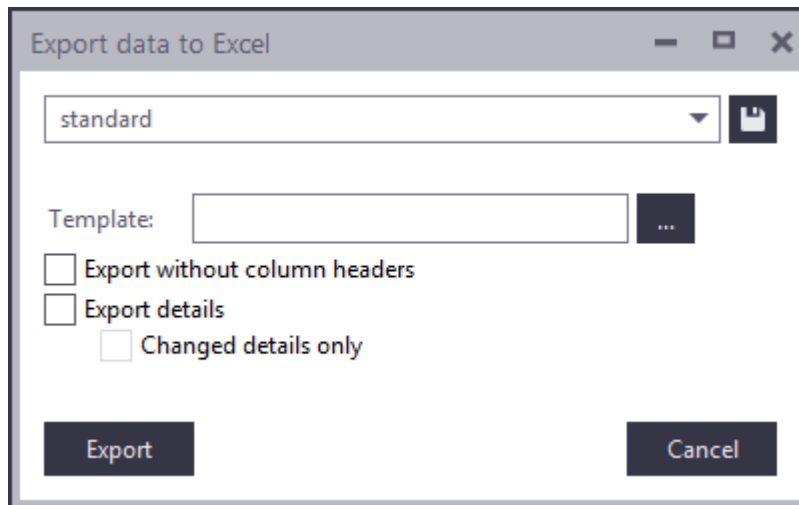 Export data to Excel
standard
Template:
...
Export without column headers
Export details
Changed details only
Export
Cancel